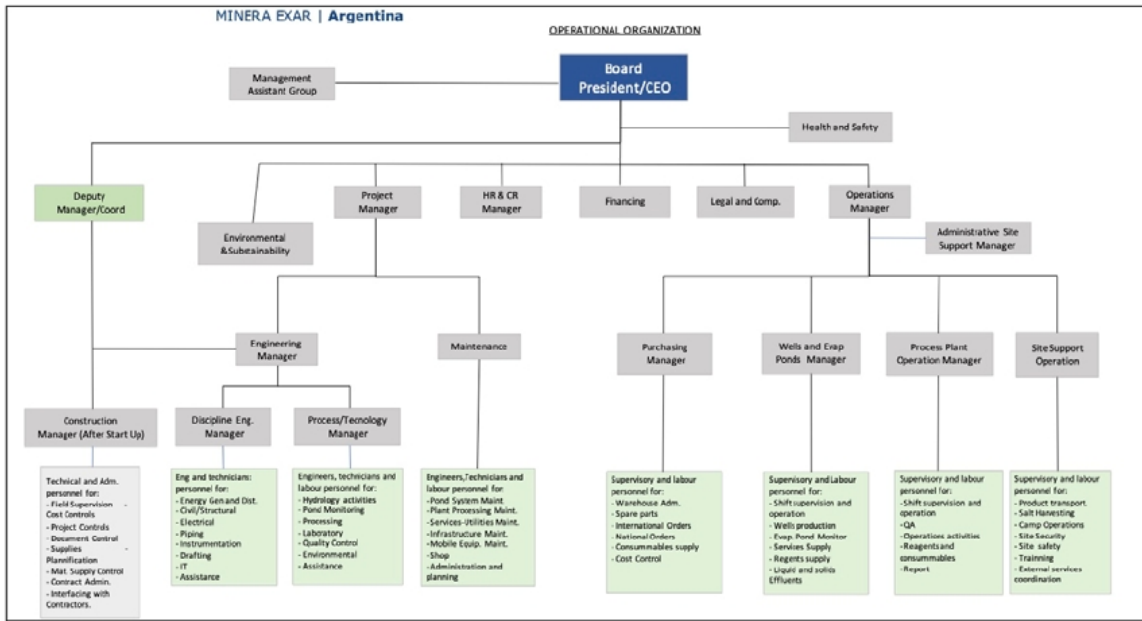 MINERA EXAR | Argentina
OPERATIONAL ORGANIZATION
Board
President/CEO
Management
Assistant Group
Health and Safety
Deputy
Manager/Coord
Project
Manager
HR & CR
Manager
Financing
Legal and Comp.
Operations
Manager
Environmental
&Substainability
Administrative Site
Support Manager
Engineering
Manager
Maintenance
Purchasing
Manager
Wells and Evap
Ponds Manager
Process Plant
Operation Manager
Site Support
Operation
Construction
Manager (After Start Up)
Discipline Eng.
Manager
Process/Tecnology
Manager
Technical and Adm.
personnel for:
- Field Supervision -
Cost Controls
- Project Controls
- Document Control
- Supplies -
Plannification
- Mat. Supply Control
- Contract Admin.
- Interfacing with
Contractors.
Eng and technicians:
personnel for:
- Energy Gen and Dist.
- Civil/Structural
- Electrical
- Piping
- Instrumentation
- Drafting
- IT
- Assistance
Engineers, technicians and
labour personnel for:
- Hydrology activities
- Pond Monitoring
- Processing
- Laboratory
- Quality Control
- Environmental
- Assistance
Engineers,Technicians and
labour personnel for:
- Pond System Maint.
- Plant Processing Maint.
- Services-Utilities Maint.
- Infrastructure Maint.
- Mobile Equip. Maint.
- Shop
- Administration and
planning
Supervisory and labour
personnel for:
- Warehouse Adm.
- Spare parts
- International Orders
- National Orders
- Consummables supply
- Cost Control
Supervisory and Labour
personnel for:
- Shift supervision and
operation
- Wells production
- Evap. Pond Monitor
- Services Supply
- Regents supply
- Liquid and solids
Effluents
Supervisory and labour
personnel for:
- Shift supervision and
operation
- QA
- Operations activities
- Reagents and
consummables
- Report
Supervisory and labour
personnel for:
- Product transport.
- Salt Harvesting
- Camp Operations
- Site Security
- Site safety
- Trainning
- External services
coordination